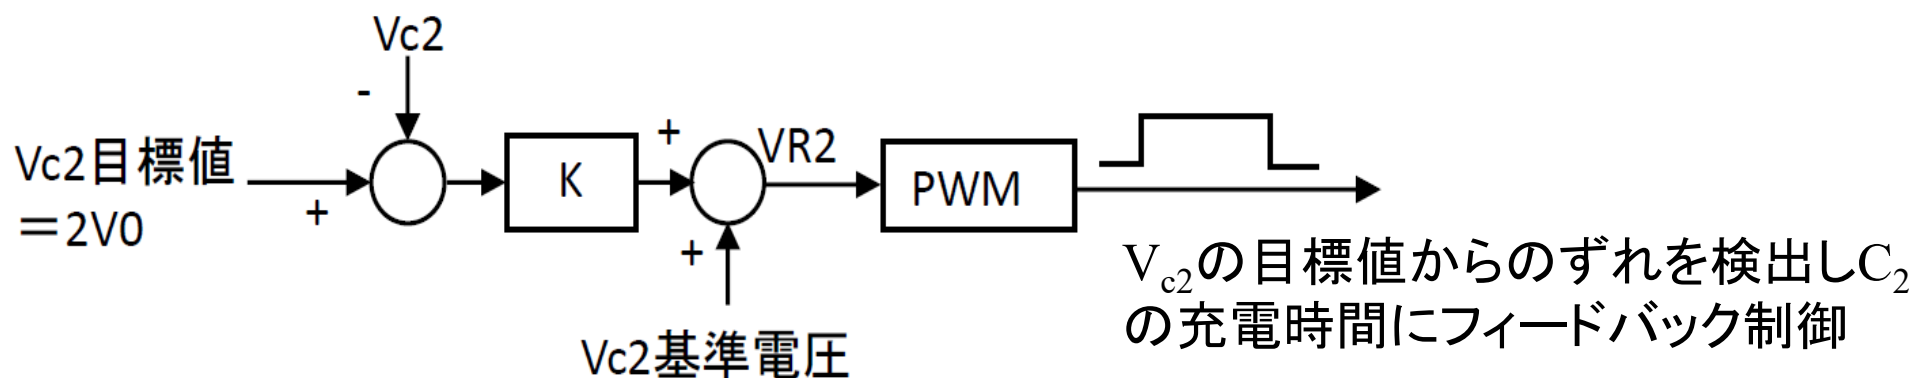 Vc2
-
Vc2目標値
＝2V0
+
K
+
VR2
+
Vc2基準電圧
PWM
Vc2の目標値からのずれを検出しC2
の充電時間にフィードバック制御